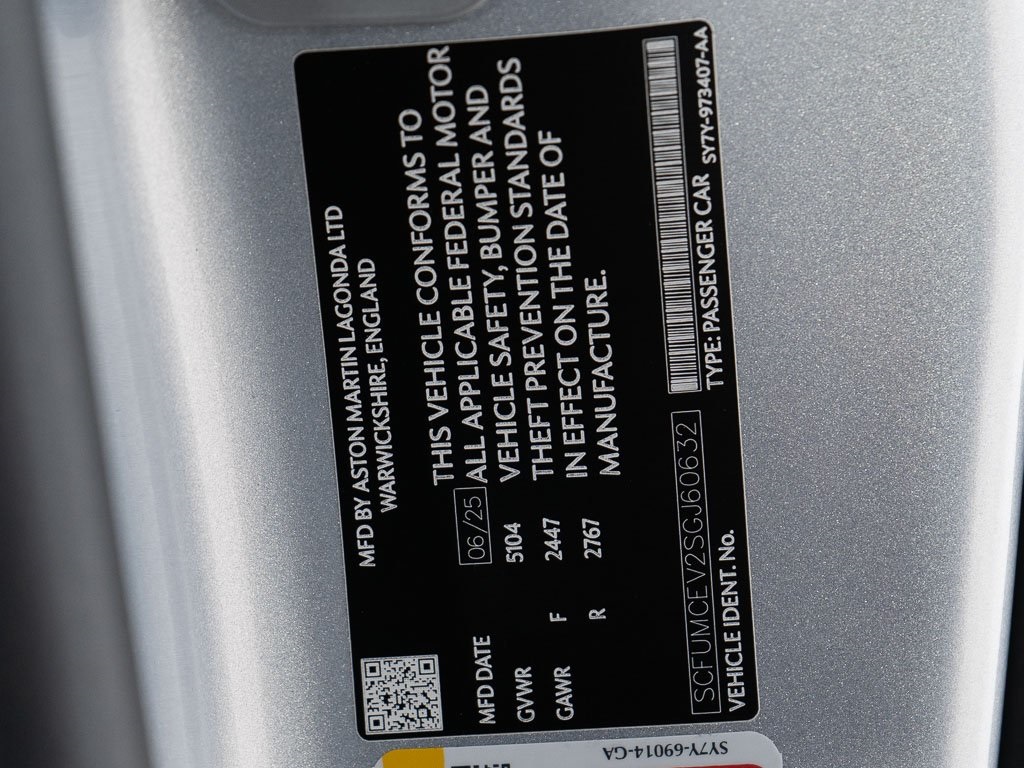 MFD BY ASTON MARTIN LAGONDA LTD
WARWICKSHIRE, ENGLAND
THIS VEHICLE CONFORMS TO
ALL APPLICABLE FEDERAL MOTOR
VEHICLE SAFETY, BUMPER AND
THEFT PREVENTION STANDARDS
IN EFFECT ON THE DATE OF
MANUFACTURE.
MFD DATE 06/25
GVWR 5104
GAWR F 2447
R 2767
SCFUMCEV2SGJ60632
VEHICLE IDENT. No.
TYPE: PASSENGER CAR SY7Y-973407-AA
SY7Y-69014-GA